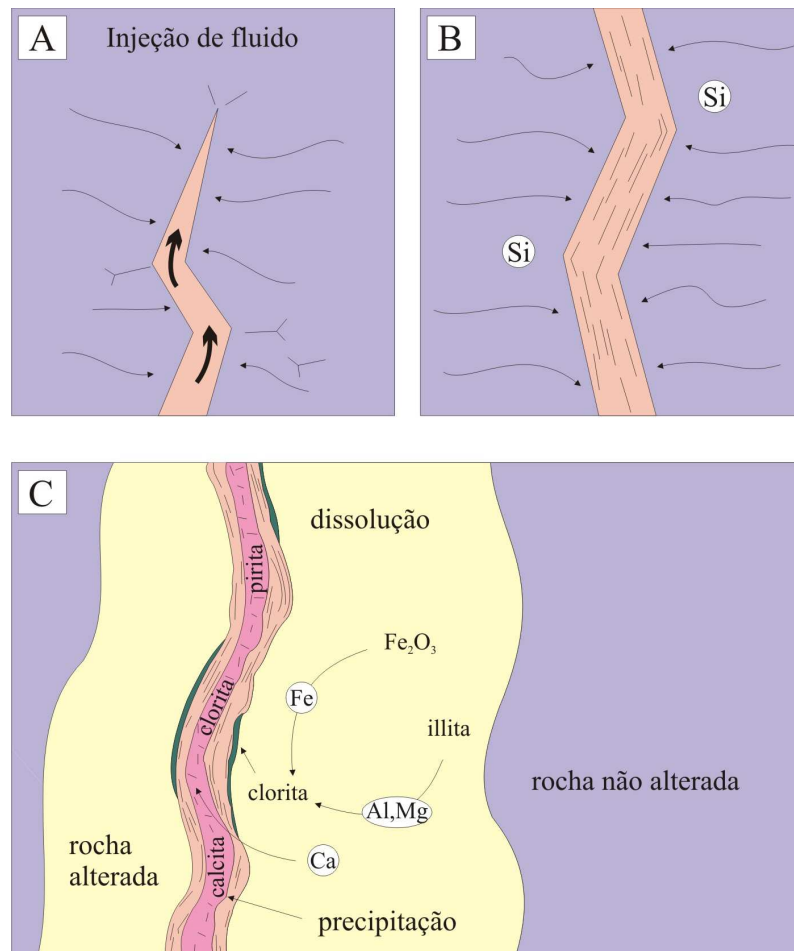 A
Injeção de fluido
B
Si
Si
C
dissolução
pirita
Fe₂O₃
Fe
clorita
illita
clorita
Al,Mg
rocha não alterada
rocha
alterada
Ca
calcita
precipitação